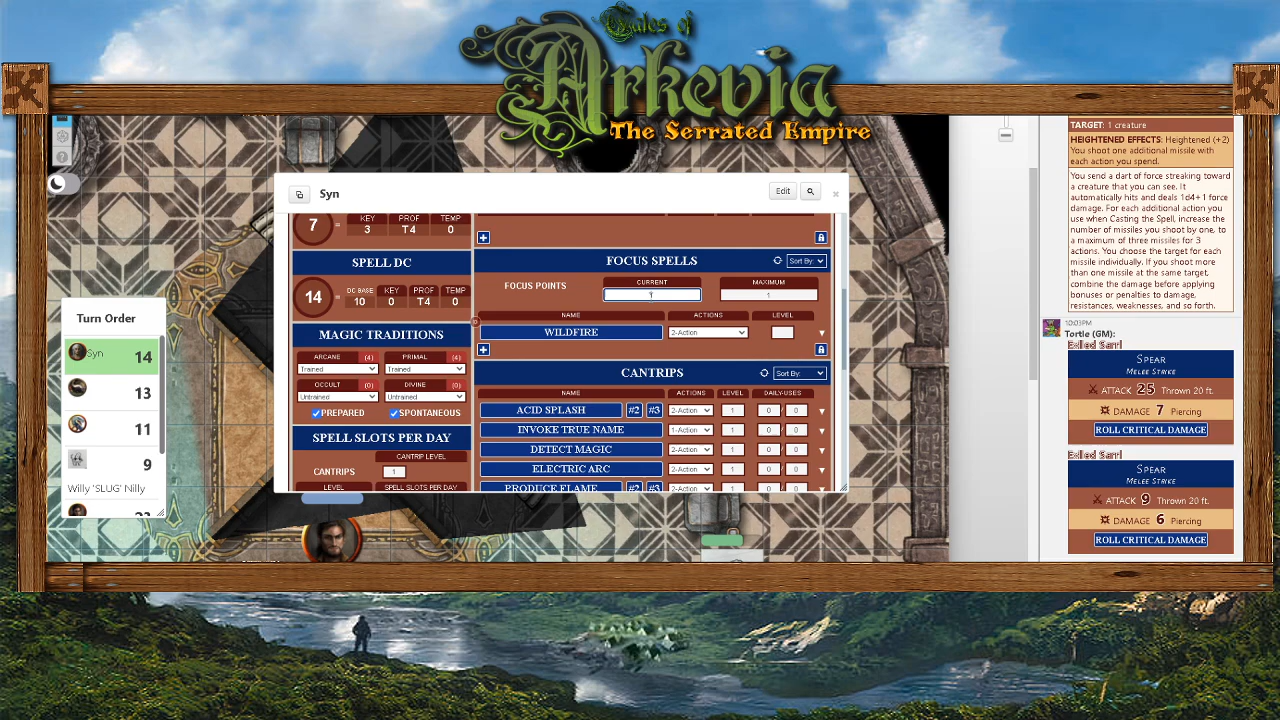 Tales of
Arkevia
The Serrated Empire
Turn Order
Syn 14
13
11
9
Willy 'SLUG' Nilly
Syn
Edit
7 =
KEY PROF TEMP
3 T4 0
SPELL DC
14 =
DC BASE KEY PROF TEMP
10 0 T4 0
MAGIC TRADITIONS
ARCANE (4) PRIMAL (4)
Trained Trained
OCCULT (0) DIVINE (0)
Untrained Untrained
PREPARED SPONTANEOUS
SPELL SLOTS PER DAY
CANTRP LEVEL
CANTRIPS 1
LEVEL SPELL SLOTS PER DAY
FOCUS SPELLS Sort By:
FOCUS POINTS
CURRENT MAXIMUM
1
NAME ACTIONS LEVEL
WILDFIRE 2-Action
CANTRIPS Sort By:
NAME ACTIONS LEVEL DAILY-USES
ACID SPLASH #2 #3 2-Action 1 0 / 0
INVOKE TRUE NAME 1-Action 1 0 / 0
DETECT MAGIC 2-Action 1 0 / 0
ELECTRIC ARC 2-Action 1 0 / 0
PRODUCE FLAME #2 #3 2-Action 1 0 / 0
TARGET: 1 creature
HEIGHTENED EFFECTS: Heightened (+2)
You shoot one additional missile with
each action you spend.
You send a dart of force streaking toward
a creature that you can see. It
automatically hits and deals 1d4+1 force
damage. For each additional action you
use when Casting the Spell, increase the
number of missiles you shoot by one, to
a maximum of three missiles for 3
actions. You choose the target for each
missile individually. If you shoot more
than one missile at the same target,
combine the damage before applying
bonuses or penalties to damage,
resistances, weaknesses, and so forth.
10:03PM
Tortle (GM):
Exiled Sarrl
SPEAR
MELEE STRIKE
ATTACK 25 Thrown 20 ft.
DAMAGE 7 Piercing
ROLL CRITICAL DAMAGE
Exiled Sarrl
SPEAR
MELEE STRIKE
ATTACK 9 Thrown 20 ft.
DAMAGE 6 Piercing
ROLL CRITICAL DAMAGE